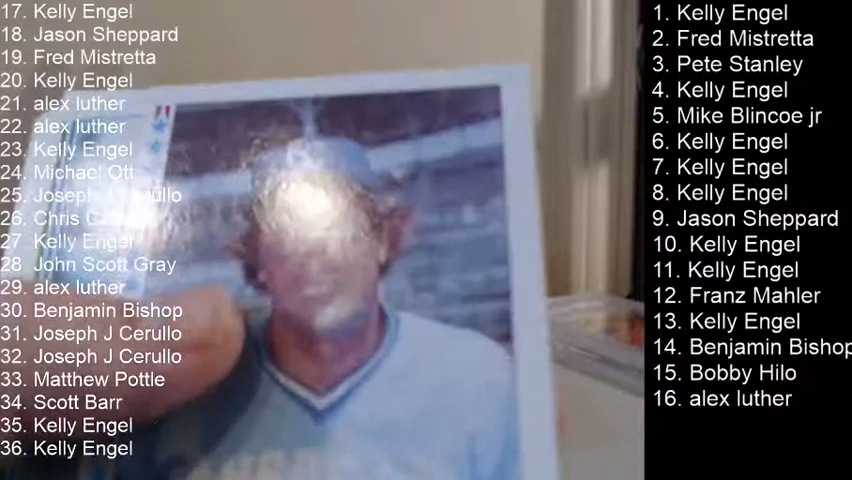 17. Kelly Engel
18. Jason Sheppard
19. Fred Mistretta
20. Kelly Engel
21. alex luther
22. alex luther
23. Kelly Engel
24. Michael Ott
25. Joseph J Cerullo
26. Chris
27. Kelly Engel
28. John Scott Gray
29. alex luther
30. Benjamin Bishop
31. Joseph J Cerullo
32. Joseph J Cerullo
33. Matthew Pottle
34. Scott Barr
35. Kelly Engel
36. Kelly Engel
1. Kelly Engel
2. Fred Mistretta
3. Pete Stanley
4. Kelly Engel
5. Mike Blincoe jr
6. Kelly Engel
7. Kelly Engel
8. Kelly Engel
9. Jason Sheppard
10. Kelly Engel
11. Kelly Engel
12. Franz Mahler
13. Kelly Engel
14. Benjamin Bishop
15. Bobby Hilo
16. alex luther